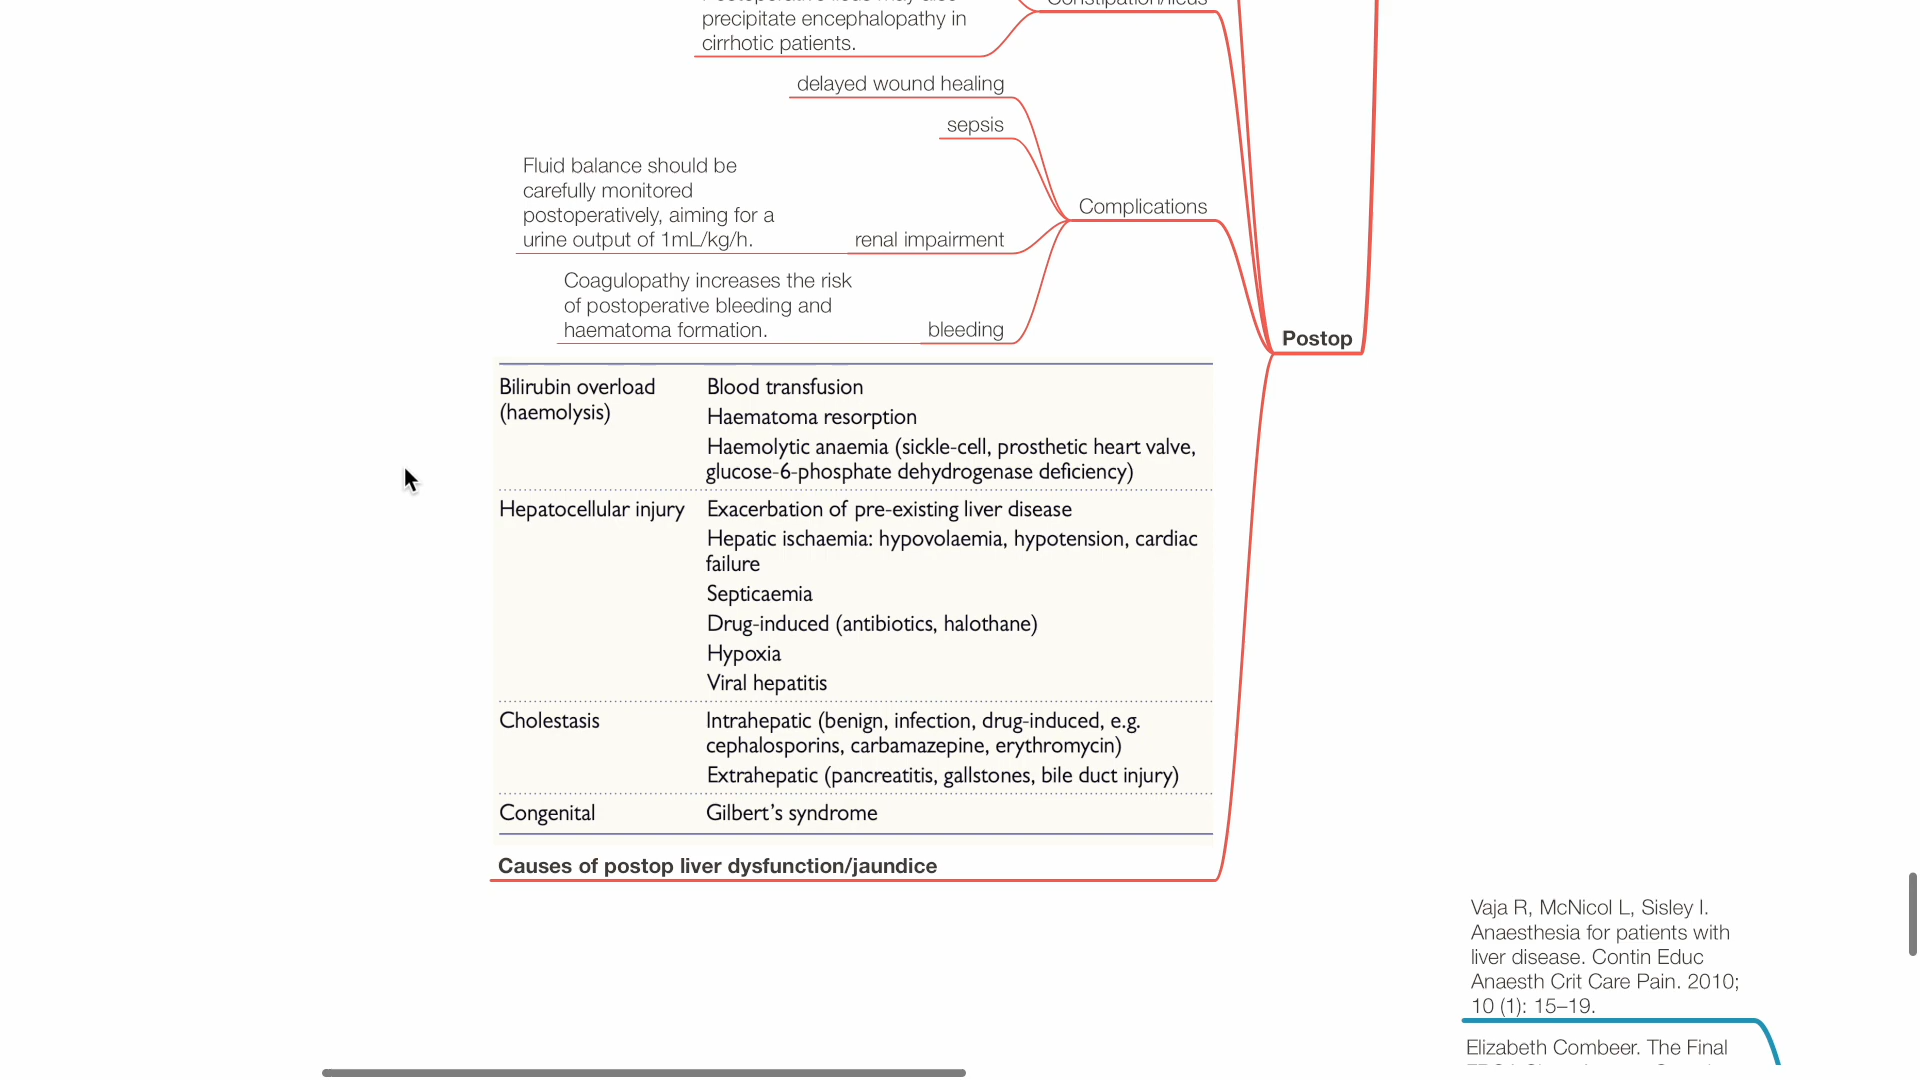 precipitate encephalopathy in
cirrhotic patients.
delayed wound healing
sepsis
Fluid balance should be
carefully monitored
postoperatively, aiming for a
urine output of 1mL/kg/h.
renal impairment
Complications
Coagulopathy increases the risk
of postoperative bleeding and
haematoma formation.
bleeding
Postop
Bilirubin overload
(haemolysis)
Blood transfusion
Haematoma resorption
Haemolytic anaemia (sickle-cell, prosthetic heart valve,
glucose-6-phosphate dehydrogenase deficiency)
Hepatocellular injury
Exacerbation of pre-existing liver disease
Hepatic ischaemia: hypovolaemia, hypotension, cardiac
failure
Septicaemia
Drug-induced (antibiotics, halothane)
Hypoxia
Viral hepatitis
Cholestasis
Intrahepatic (benign, infection, drug-induced, e.g.
cephalosporins, carbamazepine, erythromycin)
Extrahepatic (pancreatitis, gallstones, bile duct injury)
Congenital
Gilbert's syndrome
Causes of postop liver dysfunction/jaundice
Vaja R, McNicol L, Sisley I.
Anaesthesia for patients with
liver disease. Contin Educ
Anaesth Crit Care Pain. 2010;
10 (1): 15–19.
Elizabeth Combeer. The Final